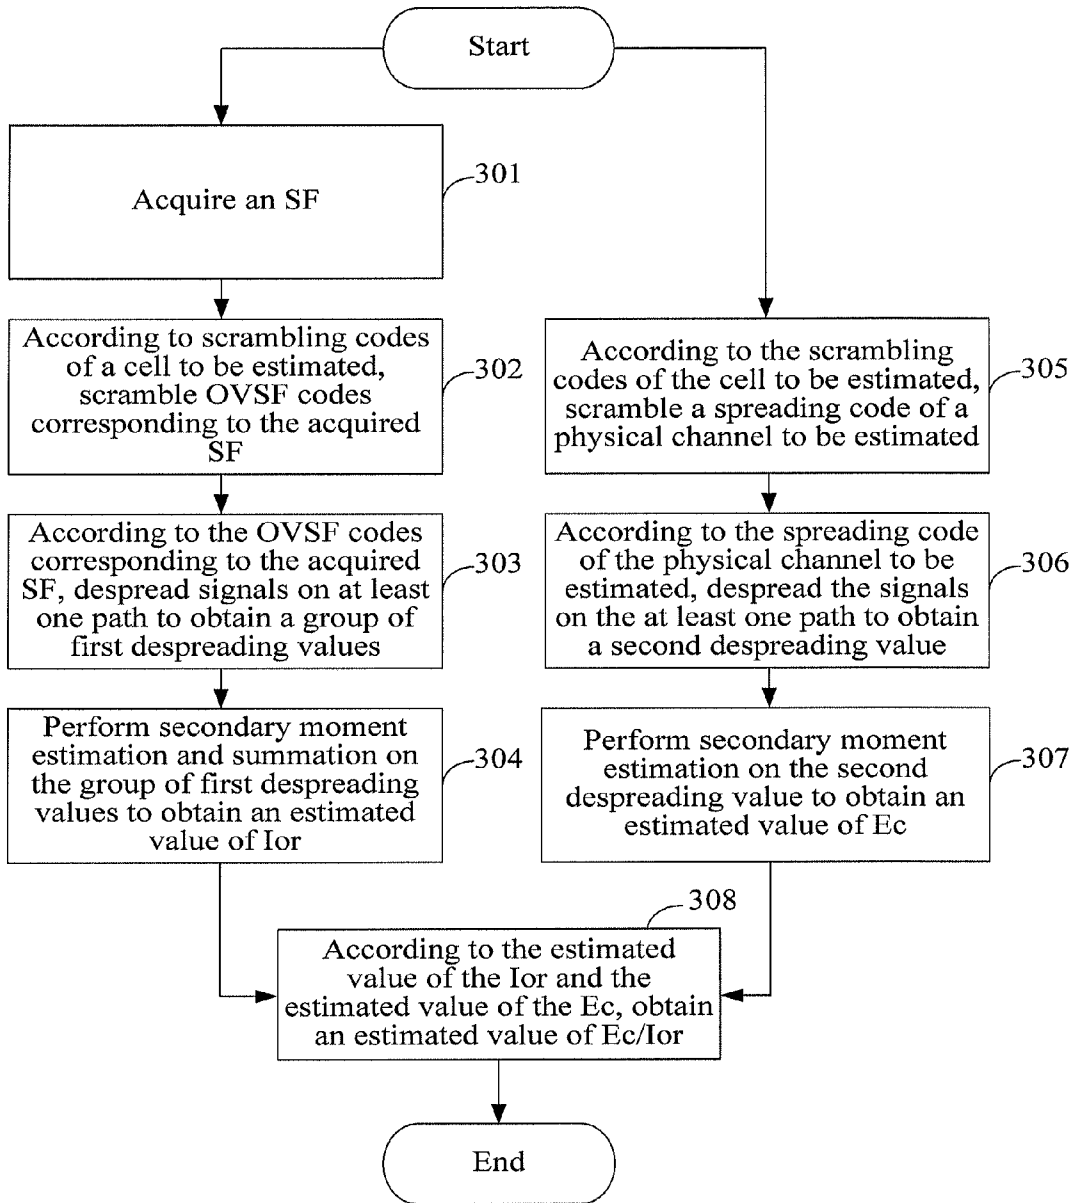 Start
Acquire an SF
301
According to scrambling codes
of a cell to be estimated,
scramble OVSF codes
corresponding to the acquired
SF
302
According to the OVSF codes
corresponding to the acquired
SF, despread signals on at least
one path to obtain a group of
first despreading values
303
Perform secondary moment
estimation and summation on
the group of first despreading
values to obtain an estimated
value of Ior
304
According to the scrambling
codes of the cell to be estimated,
scramble a spreading code of a
physical channel to be estimated
305
According to the spreading code
of the physical channel to be
estimated, despread the signals
on the at least one path to obtain
a second despreading value
306
Perform secondary moment
estimation on the second
despreading value to obtain an
estimated value of Ec
307
308
According to the estimated
value of the Ior and the
estimated value of the Ec, obtain
an estimated value of Ec/Ior
End